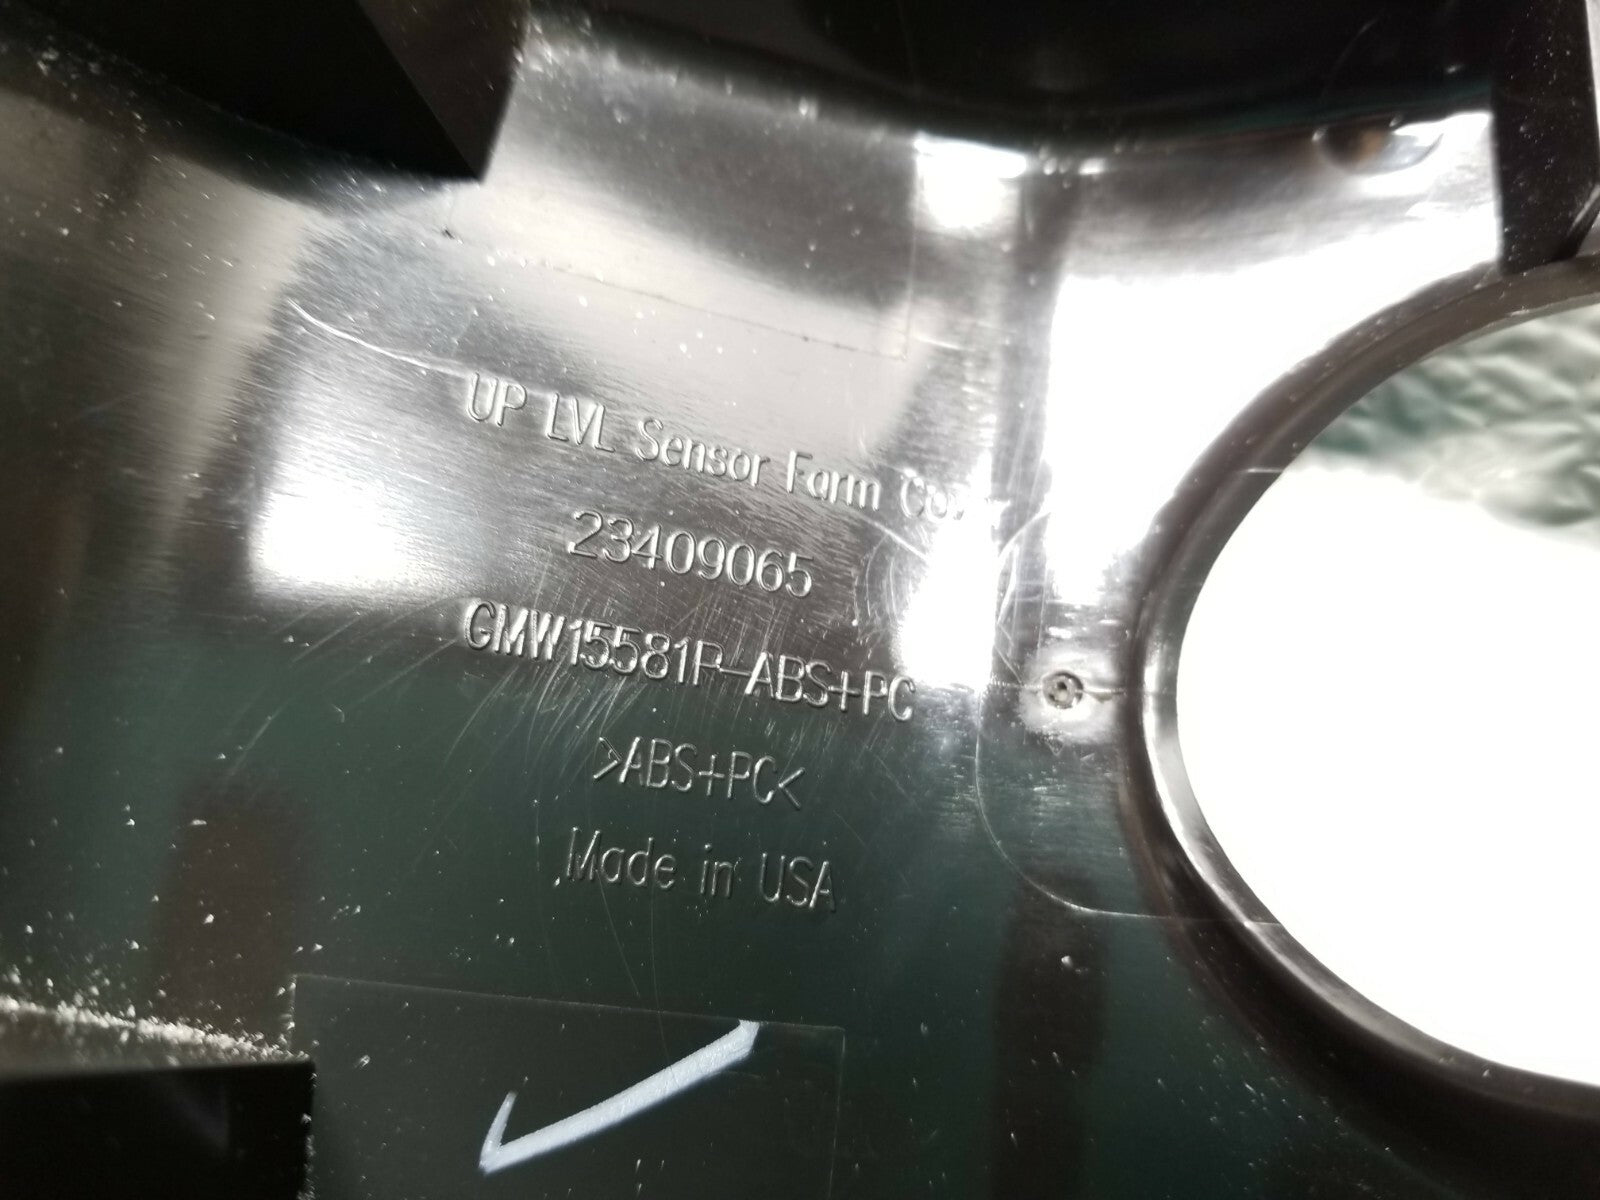 UP LVL Sensor Farm
23409065
GMW15581P-ABS+PC
>ABS+PC<
Made in USA